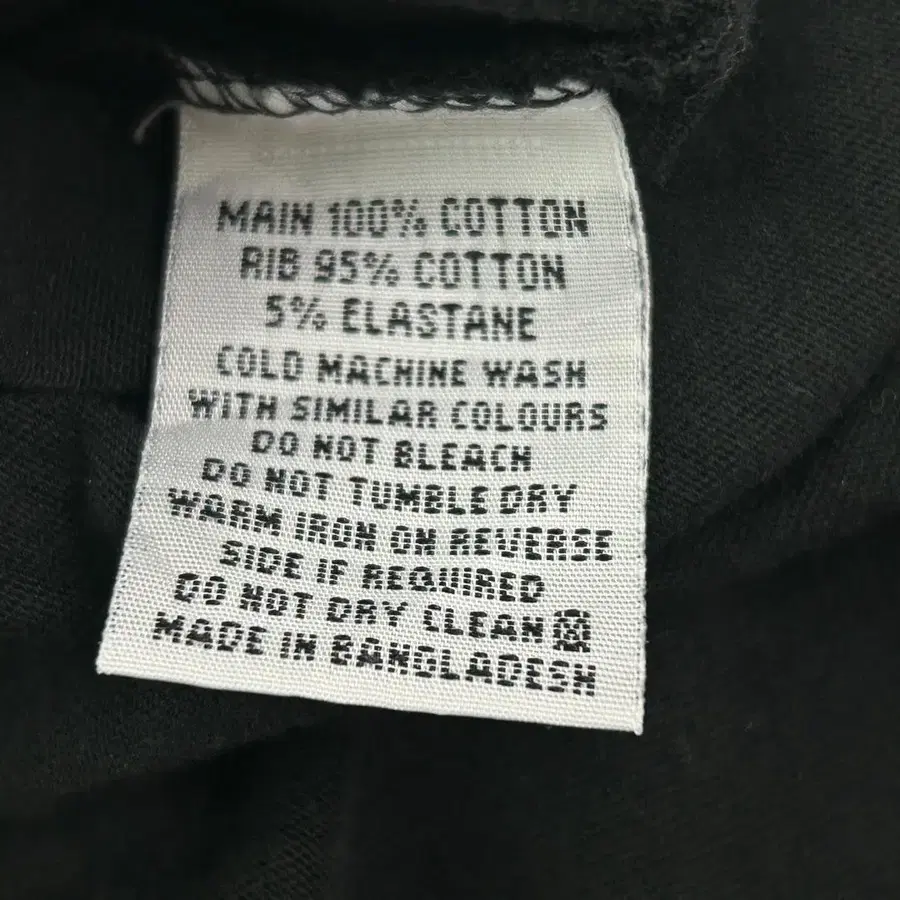 MAIN 100% COTTON
RIB 95% COTTON
5% ELASTANE
COLD MACHINE WASH
WITH SIMILAR COLOURS
DO NOT BLEACH
DO NOT TUMBLE DRY
WARM IRON ON REVERSE
SIDE IF REQUIRED
DO NOT DRY CLEAN
MADE IN BANGLADESH